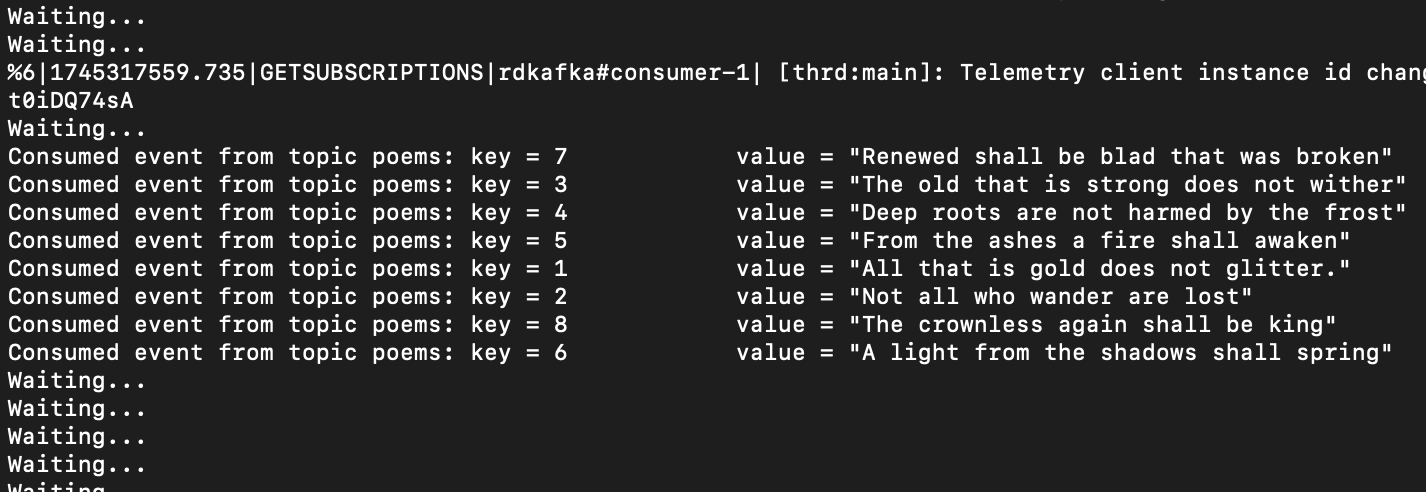 Waiting...
Waiting...
%6|1745317559.735|GETSUBSCRIPTIONS|rdkafka#consumer-1| [thrd:main]: Telemetry client instance id chang
t0iDQ74sA
Waiting...
Consumed event from topic poems: key = 7            value = "Renewed shall be blad that was broken"
Consumed event from topic poems: key = 3            value = "The old that is strong does not wither"
Consumed event from topic poems: key = 4            value = "Deep roots are not harmed by the frost"
Consumed event from topic poems: key = 5            value = "From the ashes a fire shall awaken"
Consumed event from topic poems: key = 1            value = "All that is gold does not glitter."
Consumed event from topic poems: key = 2            value = "Not all who wander are lost"
Consumed event from topic poems: key = 8            value = "The crownless again shall be king"
Consumed event from topic poems: key = 6            value = "A light from the shadows shall spring"
Waiting...
Waiting...
Waiting...
Waiting...
Waiting